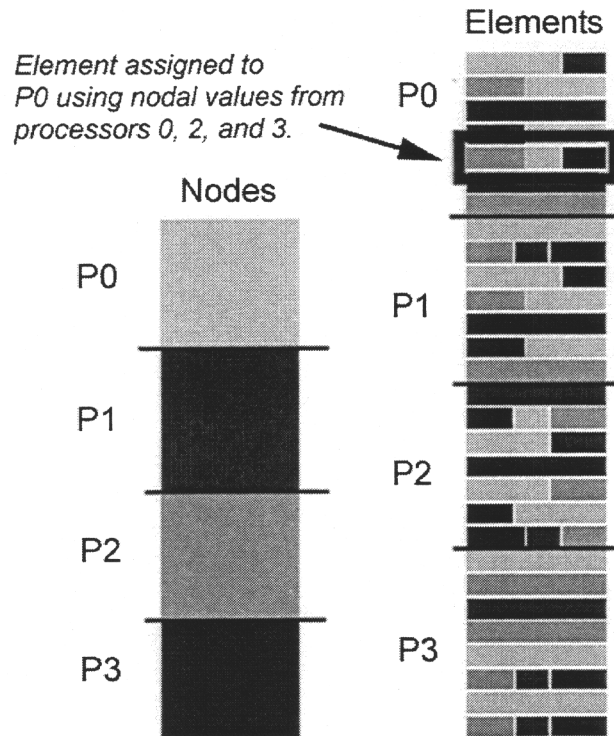 Elements
Element assigned to
P0 using nodal values from
processors 0, 2, and 3.
P0
Nodes
P0
P1
P2
P3
P1
P2
P3